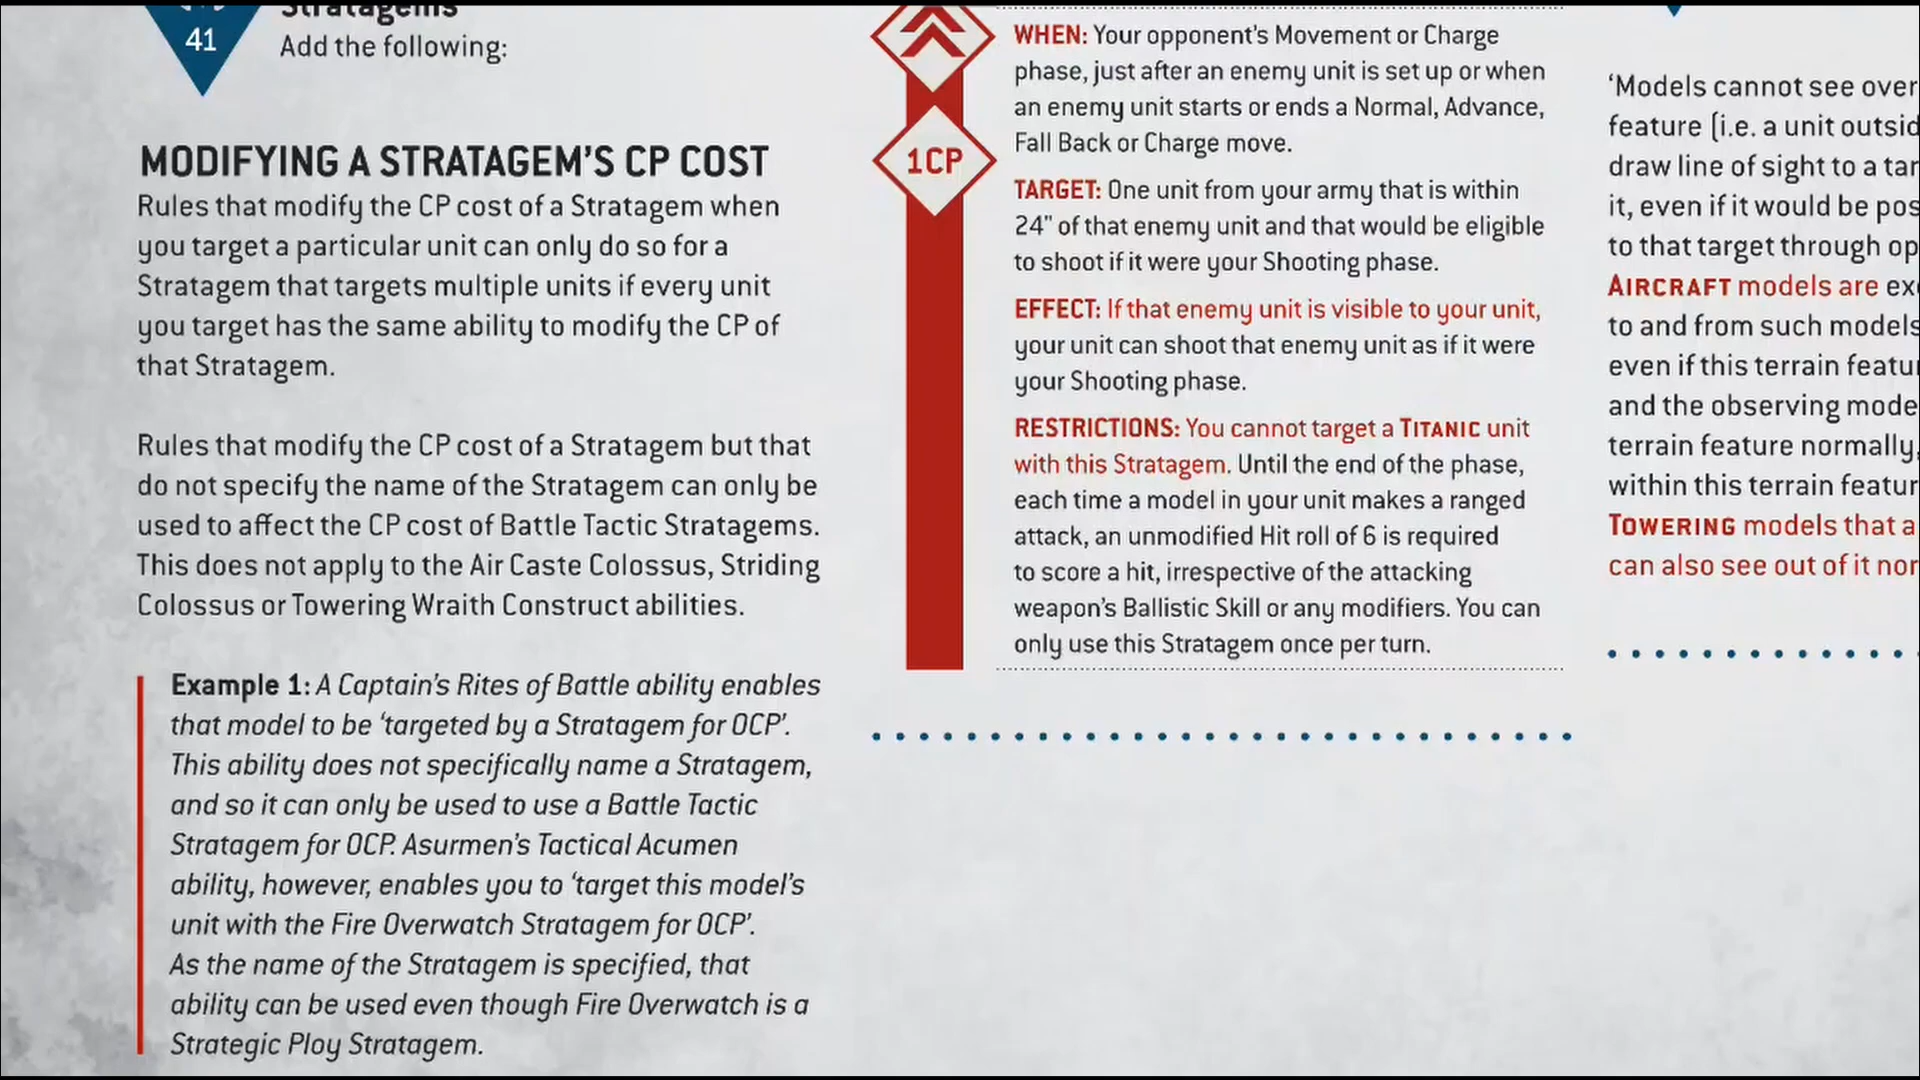 Stratagems
41
Add the following:
MODIFYING A STRATAGEM'S CP COST
Rules that modify the CP cost of a Stratagem when
you target a particular unit can only do so for a
Stratagem that targets multiple units if every unit
you target has the same ability to modify the CP of
that Stratagem.
Rules that modify the CP cost of a Stratagem but that
do not specify the name of the Stratagem can only be
used to affect the CP cost of Battle Tactic Stratagems.
This does not apply to the Air Caste Colossus, Striding
Colossus or Towering Wraith Construct abilities.
Example 1: A Captain's Rites of Battle ability enables
that model to be ‘targeted by a Stratagem for 0CP’.
This ability does not specifically name a Stratagem,
and so it can only be used to use a Battle Tactic
Stratagem for 0CP. Asurmen's Tactical Acumen
ability, however, enables you to ‘target this model's
unit with the Fire Overwatch Stratagem for 0CP’.
As the name of the Stratagem is specified, that
ability can be used even though Fire Overwatch is a
Strategic Ploy Stratagem.
1CP
WHEN: Your opponent's Movement or Charge
phase, just after an enemy unit is set up or when
an enemy unit starts or ends a Normal, Advance,
Fall Back or Charge move.
TARGET: One unit from your army that is within
24" of that enemy unit and that would be eligible
to shoot if it were your Shooting phase.
EFFECT: If that enemy unit is visible to your unit,
your unit can shoot that enemy unit as if it were
your Shooting phase.
RESTRICTIONS: You cannot target a TITANIC unit
with this Stratagem. Until the end of the phase,
each time a model in your unit makes a ranged
attack, an unmodified Hit roll of 6 is required
to score a hit, irrespective of the attacking
weapon's Ballistic Skill or any modifiers. You can
only use this Stratagem once per turn.
‘Models cannot see over
feature (i.e. a unit
draw line of sight to a
it, even if it would be
to that target through
AIRCRAFT models are
to and from such models
even if this terrain
and the observing
terrain feature normally,
within this terrain
TOWERING models that
can also see out of it